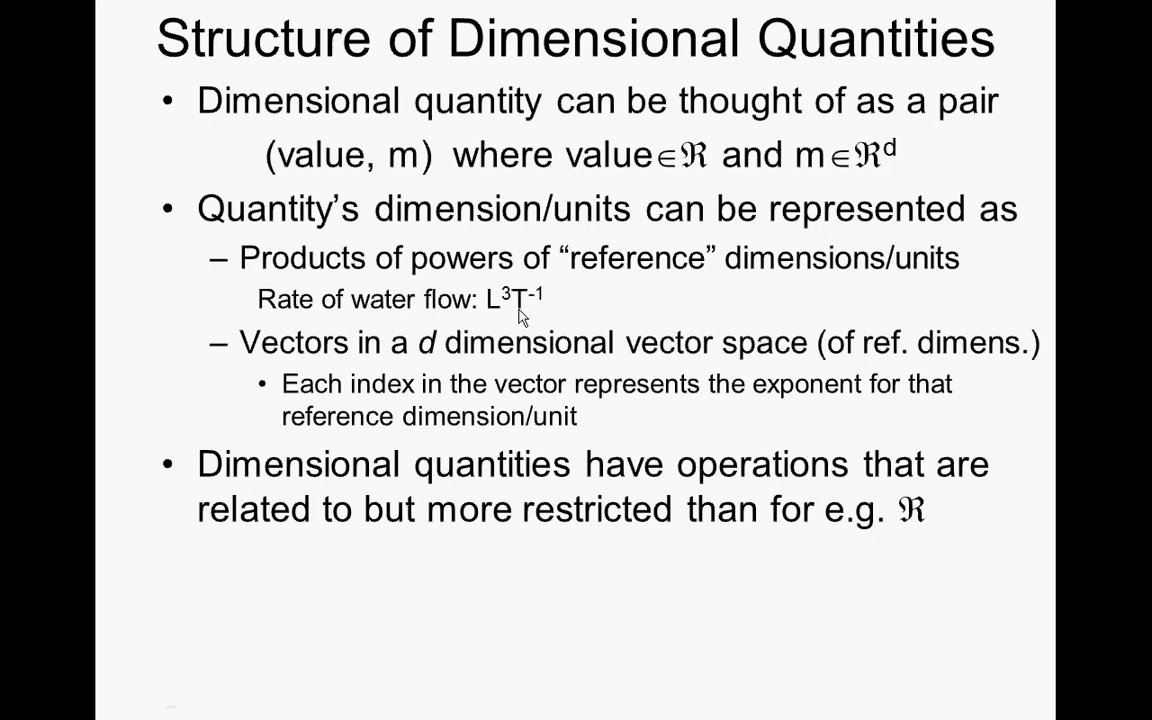 Structure of Dimensional Quantities
• Dimensional quantity can be thought of as a pair
(value, m) where value∈ℜ and m∈ℜᵈ
• Quantity’s dimension/units can be represented as
– Products of powers of “reference” dimensions/units
Rate of water flow: L³T⁻¹
– Vectors in a d dimensional vector space (of ref. dimens.)
• Each index in the vector represents the exponent for that
reference dimension/unit
• Dimensional quantities have operations that are
related to but more restricted than for e.g. ℜ